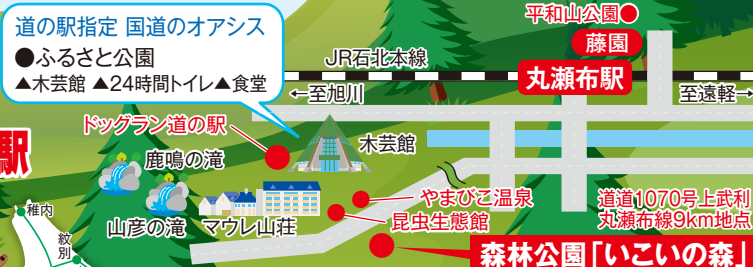 道の駅指定 国道のオアシス
●ふるさと公園
▲木芸館 ▲24時間トイレ▲食堂
平和山公園●
藤園
JR石北本線
丸瀬布駅
←至旭川
至遠軽→
ドッグラン道の駅
木芸館
駅
鹿鳴の滝
山彦の滝
マウレ山荘
やまびこ温泉
昆虫生態館
道道1070号上武利
丸瀬布線9km地点
稚内
紋別
森林公園「いこいの森」